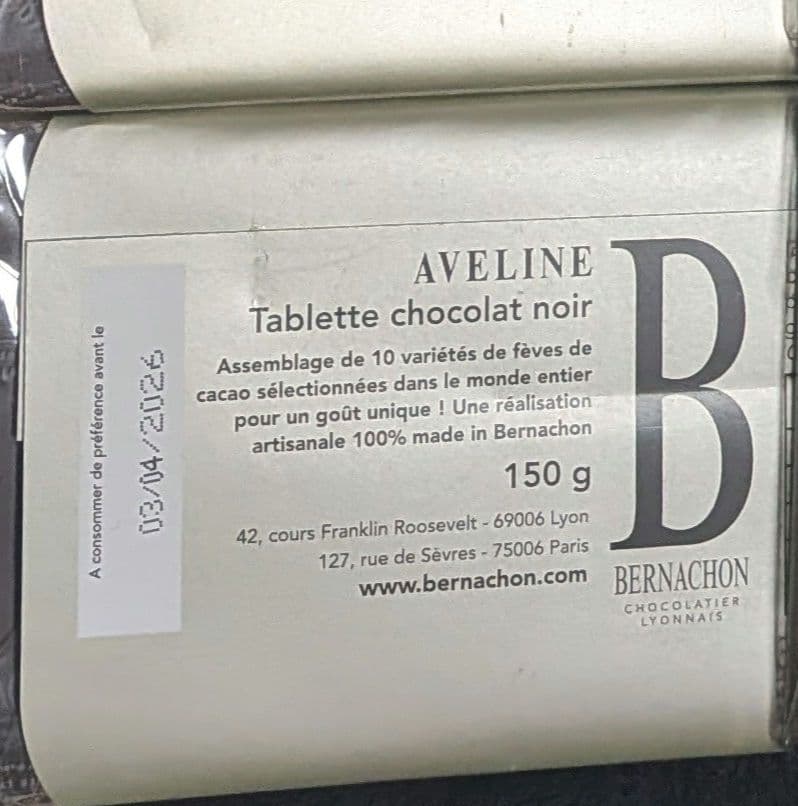 AVELINE
Tablette chocolat noir
Assemblage de 10 variétés de fèves de
cacao sélectionnées dans le monde entier
pour un goût unique ! Une réalisation
artisanale 100% made in Bernachon
150 g
42, cours Franklin Roosevelt - 69006 Lyon
127, rue de Sèvres - 75006 Paris
www.bernachon.com
B
BERNACHON
CHOCOLATIER
LYONNAIS
A consommer de préférence avant le
03/04/2026